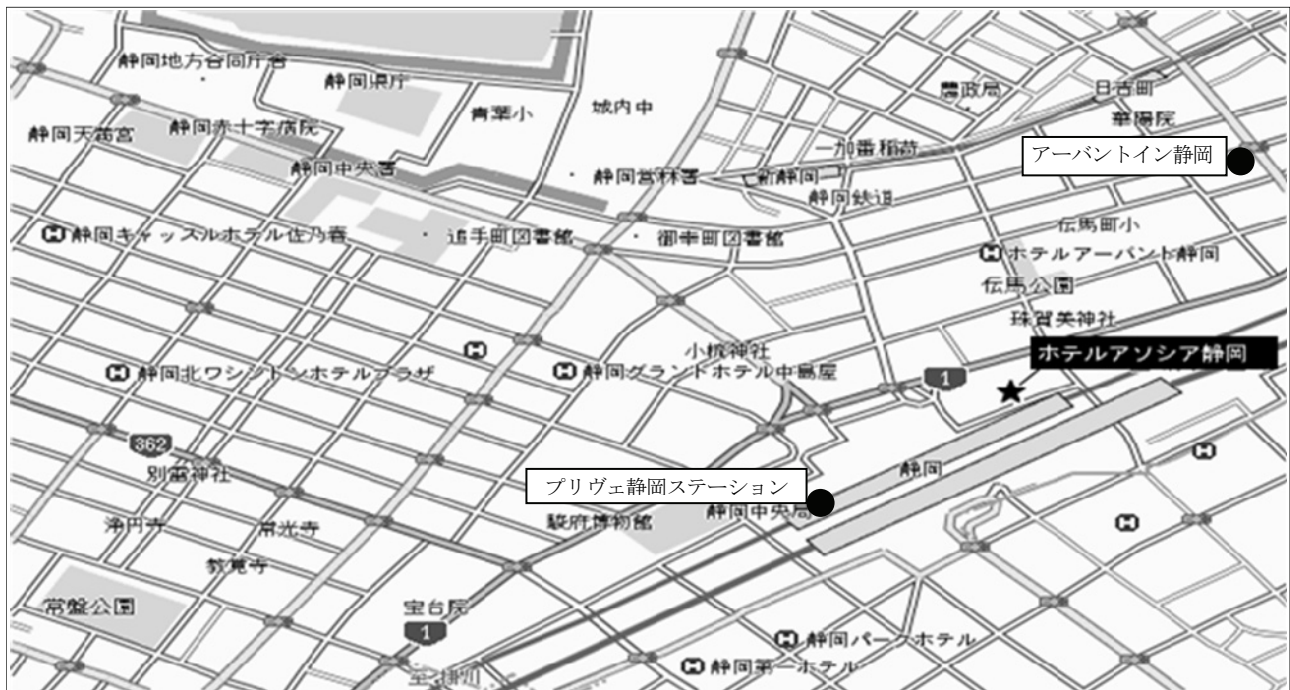 静岡地方合同庁舎
静岡県庁
農政局
日吉町
青葉小
城内中
華陽院
静岡天満宮
静岡赤十字病院
アーバントイン静岡
静岡中央署
静岡営林署
新静岡
静岡鉄道
伝馬町小
静岡キャッスルホテル佐乃春
追手町図書館
御幸町図書館
ホテルアーバント静岡
伝馬公園
珠賀美神社
小梳神社
ホテルアソシア静岡
静岡北ワシントンホテルプラザ
静岡グランドホテル中島屋
1
362
別雷神社
静岡
プリヴェ静岡ステーション
浄円寺
常光寺
駿府博物館
静岡中央局
教覚寺
常盤公園
宝台院
1
静岡パークホテル
静岡第一ホテル
至掛川